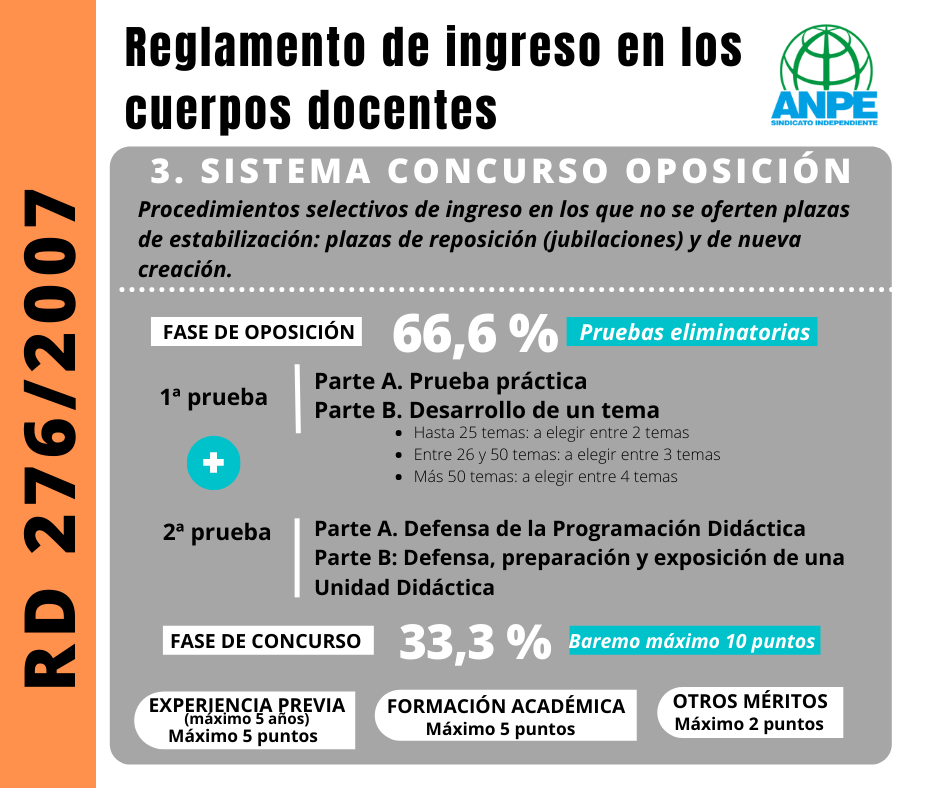 Reglamento de ingreso en los
cuerpos docentes
ANPE
SINDICATO INDEPENDIENTE
RD 276/2007
3. SISTEMA CONCURSO OPOSICIÓN
Procedimientos selectivos de ingreso en los que no se oferten plazas
de estabilización: plazas de reposición (jubilaciones) y de nueva
creación.
FASE DE OPOSICIÓN 66,6 % Pruebas eliminatorias
1ª prueba
Parte A. Prueba práctica
Parte B. Desarrollo de un tema
• Hasta 25 temas: a elegir entre 2 temas
• Entre 26 y 50 temas: a elegir entre 3 temas
• Más 50 temas: a elegir entre 4 temas
2ª prueba
Parte A. Defensa de la Programación Didáctica
Parte B: Defensa, preparación y exposición de una
Unidad Didáctica
FASE DE CONCURSO 33,3 % Baremo máximo 10 puntos
EXPERIENCIA PREVIA
(máximo 5 años)
Máximo 5 puntos
FORMACIÓN ACADÉMICA
Máximo 5 puntos
OTROS MÉRITOS
Máximo 2 puntos